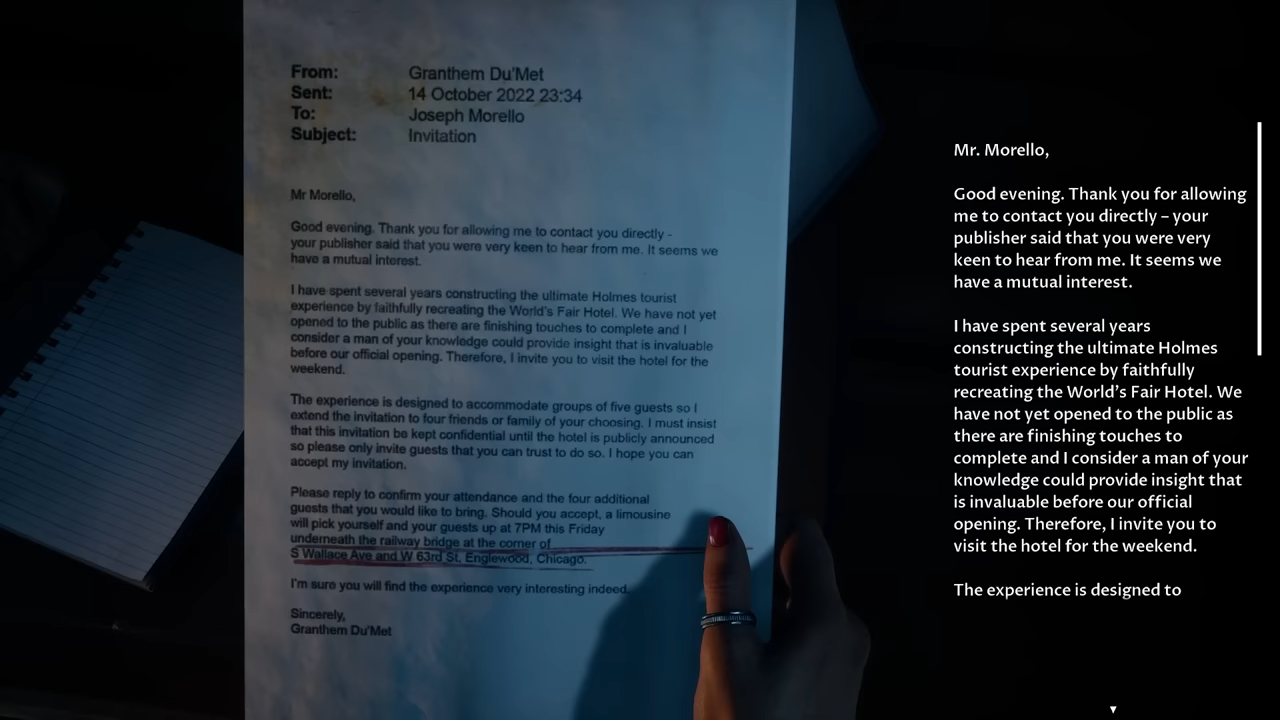 From: Granthem Du'Met
Sent: 14 October 2022 23:34
To: Joseph Morello
Subject: Invitation
Mr Morello,
Good evening. Thank you for allowing me to contact you directly -
your publisher said that you were very keen to hear from me. It seems we
have a mutual interest.
I have spent several years constructing the ultimate Holmes tourist
experience by faithfully recreating the World's Fair Hotel. We have not yet
opened to the public as there are finishing touches to complete and I
consider a man of your knowledge could provide insight that is invaluable
before our official opening. Therefore, I invite you to visit the hotel for the
weekend.
The experience is designed to accommodate groups of five guests so I
extend the invitation to four friends or family of your choosing. I must insist
that this invitation be kept confidential until the hotel is publicly announced
so please only invite guests that you can trust to do so. I hope you can
accept my invitation.
Please reply to confirm your attendance and the four additional
guests that you would like to bring. Should you accept, a limousine
will pick yourself and your guests up at 7PM this Friday
underneath the railway bridge at the corner of
S Wallace Ave and W 63rd St, Englewood, Chicago.
I'm sure you will find the experience very interesting indeed.
Sincerely,
Granthem Du'Met
Mr. Morello,
Good evening. Thank you for allowing
me to contact you directly – your
publisher said that you were very
keen to hear from me. It seems we
have a mutual interest.
I have spent several years
constructing the ultimate Holmes
tourist experience by faithfully
recreating the World's Fair Hotel. We
have not yet opened to the public as
there are finishing touches to
complete and I consider a man of your
knowledge could provide insight that
is invaluable before our official
opening. Therefore, I invite you to
visit the hotel for the weekend.
The experience is designed to